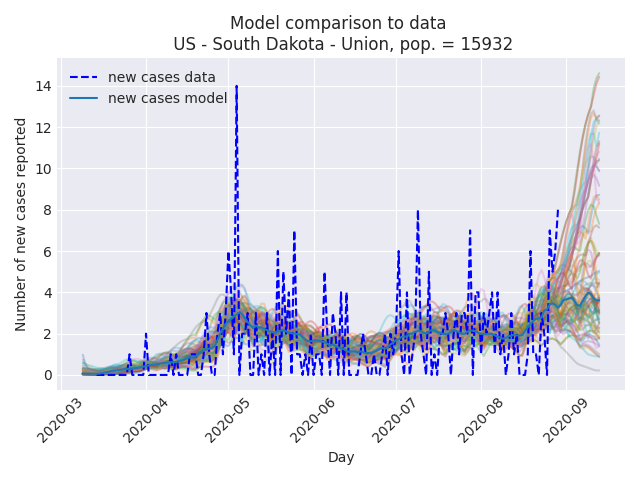 Model comparison to data
US - South Dakota - Union, pop. = 15932
new cases data
new cases model
Number of new cases reported
14
12
10
8
6
4
2
0
2020-03
2020-04
2020-05
2020-06
2020-07
2020-08
2020-09
Day